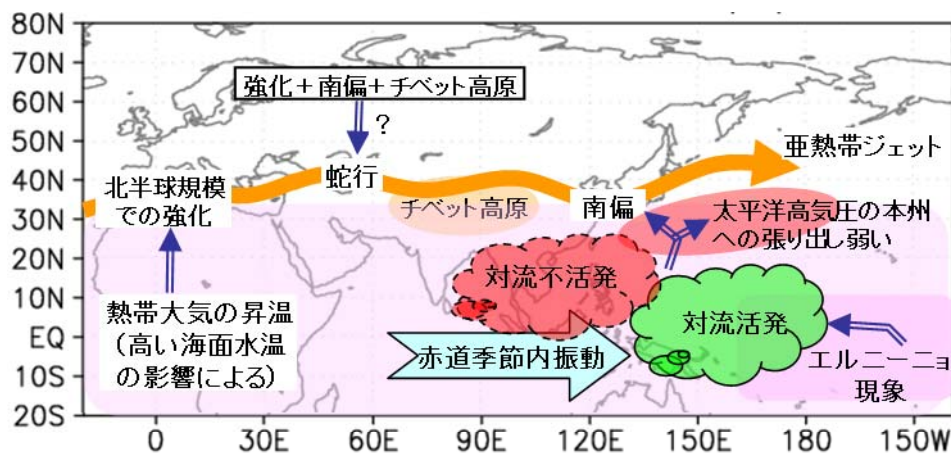 80N
70N
60N
50N
40N
30N
20N
10N
EQ
10S
20S
強化＋南偏＋チベット高原
?
亜熱帯ジェット
蛇行
北半球規模
での強化
チベット高原
南偏
太平洋高気圧の本州
への張り出し弱い
対流不活発
熱帯大気の昇温
（高い海面水温
の影響による）
対流活発
赤道季節内振動
エルニーニョ
現象
0 30E 60E 90E 120E 150E 180 150W